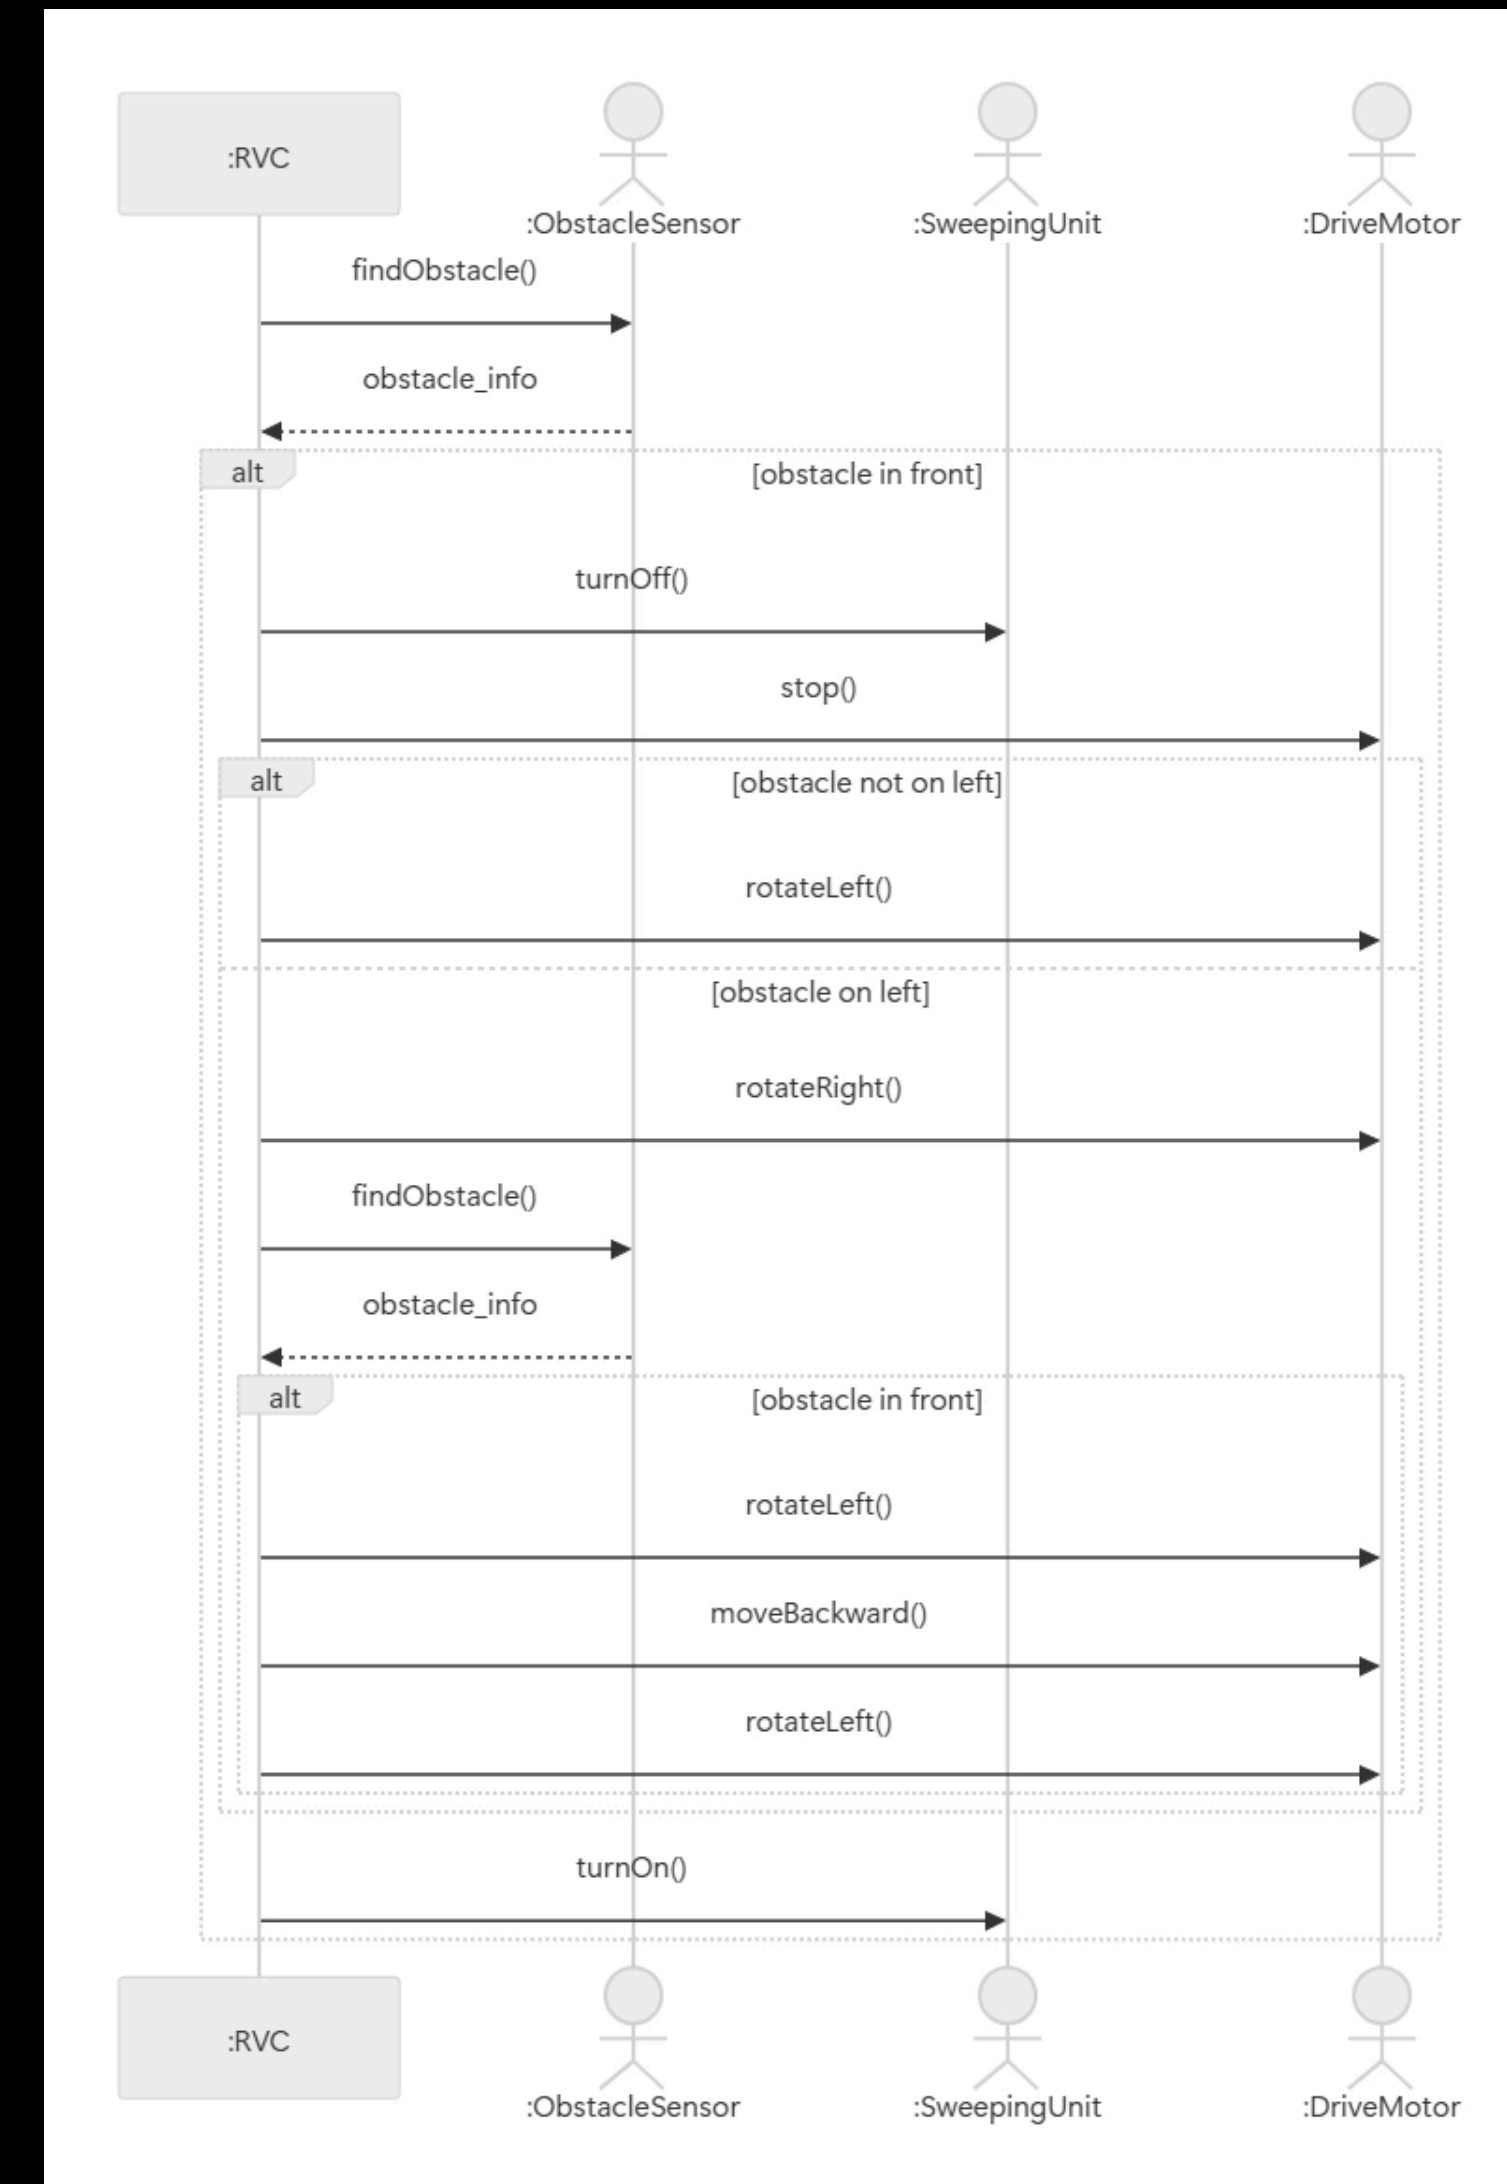 :RVC
:ObstacleSensor
:SweepingUnit
:DriveMotor
findObstacle()
obstacle_info
alt
[obstacle in front]
turnOff()
stop()
alt
[obstacle not on left]
rotateLeft()
[obstacle on left]
rotateRight()
findObstacle()
obstacle_info
alt
[obstacle in front]
rotateLeft()
moveBackward()
rotateLeft()
turnOn()
:RVC
:ObstacleSensor
:SweepingUnit
:DriveMotor